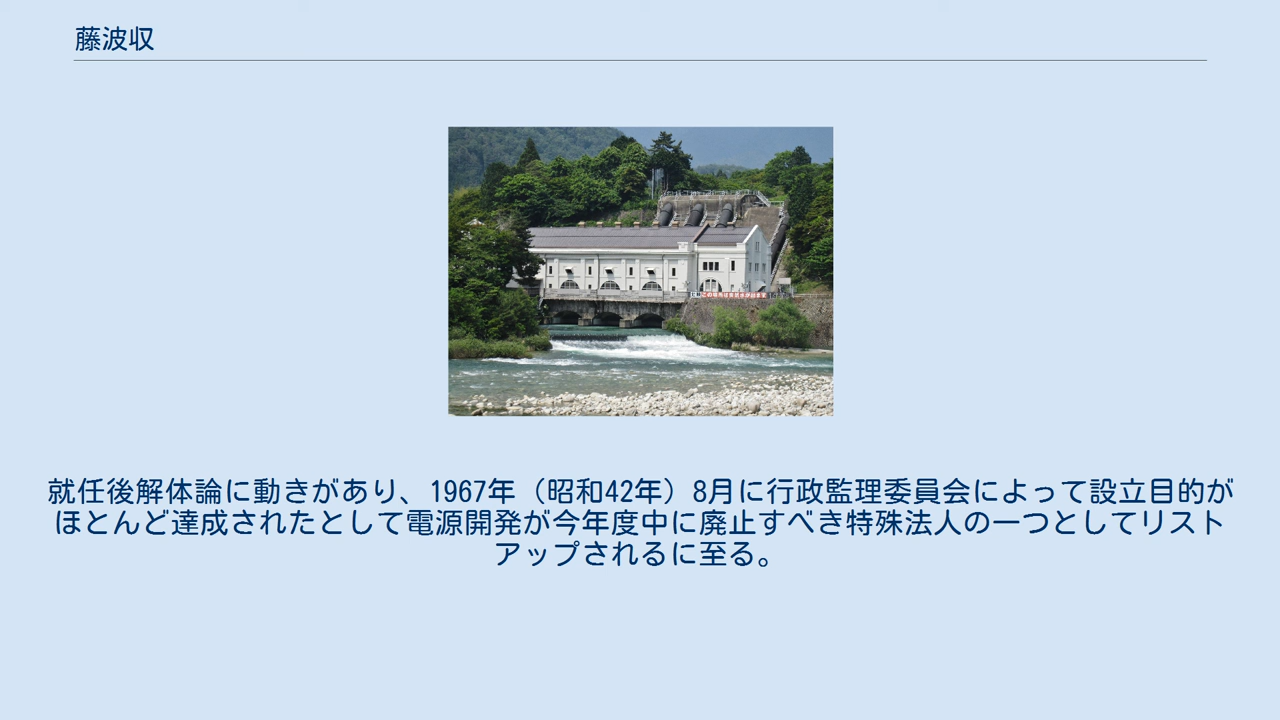 藤波収
就任後解体論に動きがあり、1967年（昭和42年）8月に行政監理委員会によって設立目的が
ほとんど達成されたとして電源開発が今年度中に廃止すべき特殊法人の一つとしてリスト
アップされるに至る。